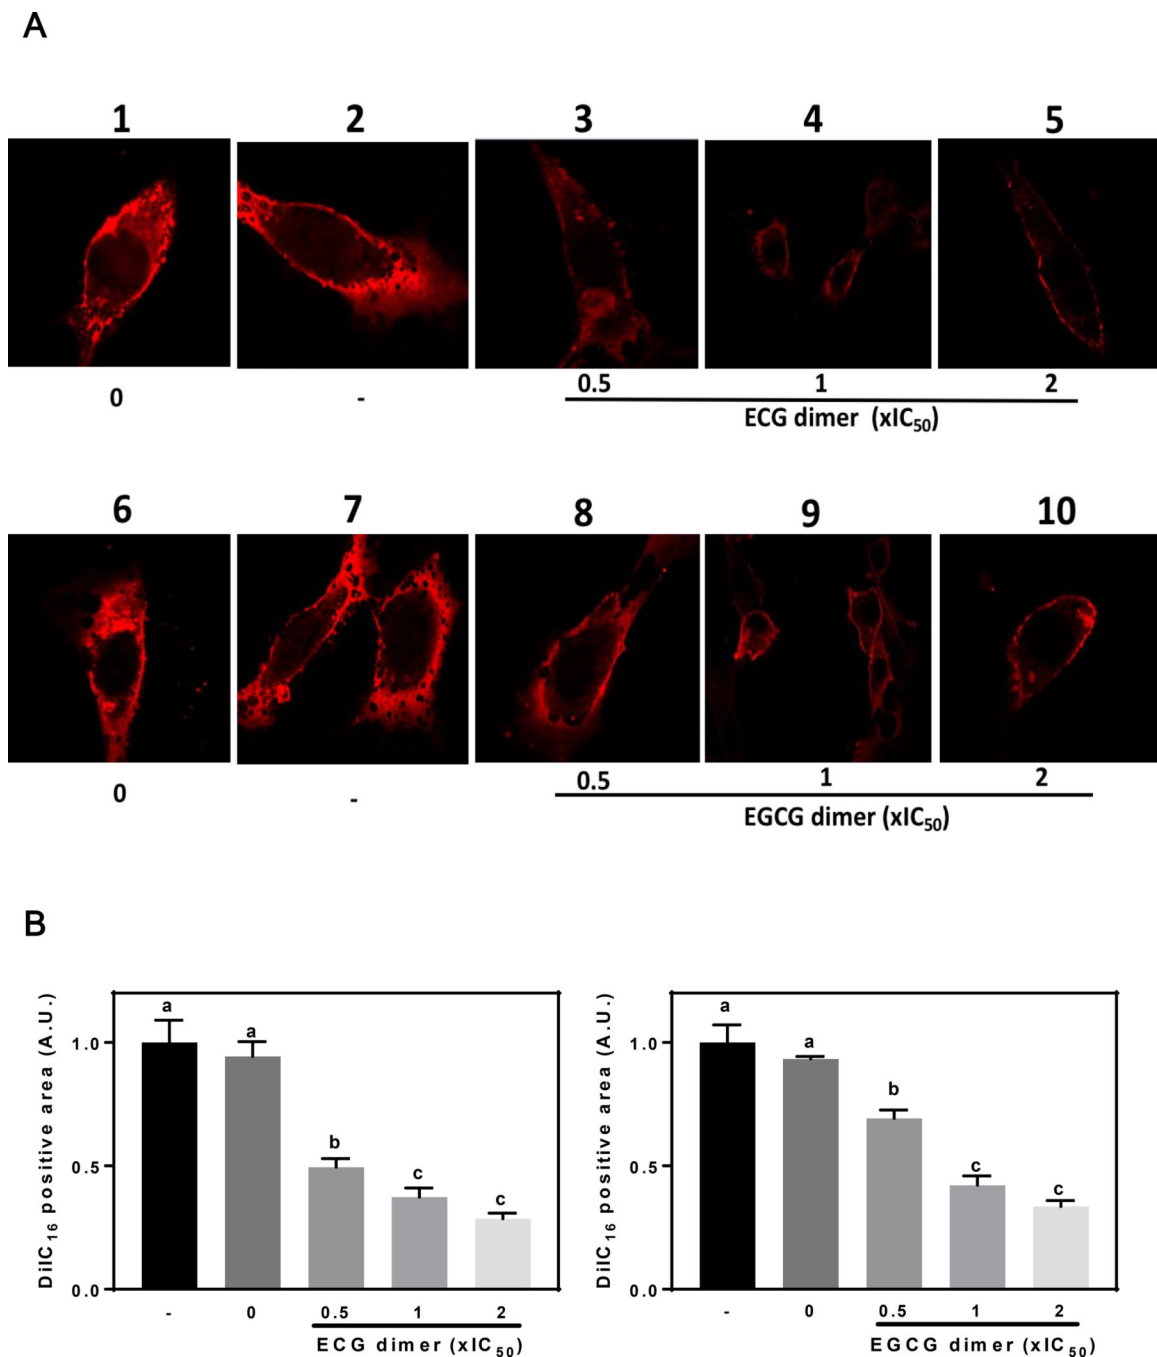 A
1 2 3 4 5
0 - 0.5 1 2
ECG dimer (xIC50)
6 7 8 9 10
0 - 0.5 1 2
EGCG dimer (xIC50)
B
DiIC16 positive area (A.U.)
1.0
0.5
0.0
a a b c c
- 0 0.5 1 2
ECG dimer (xIC50)
DiIC16 positive area (A.U.)
1.0
0.5
0.0
a a b c c
- 0 0.5 1 2
EGCG dimer (xIC50)